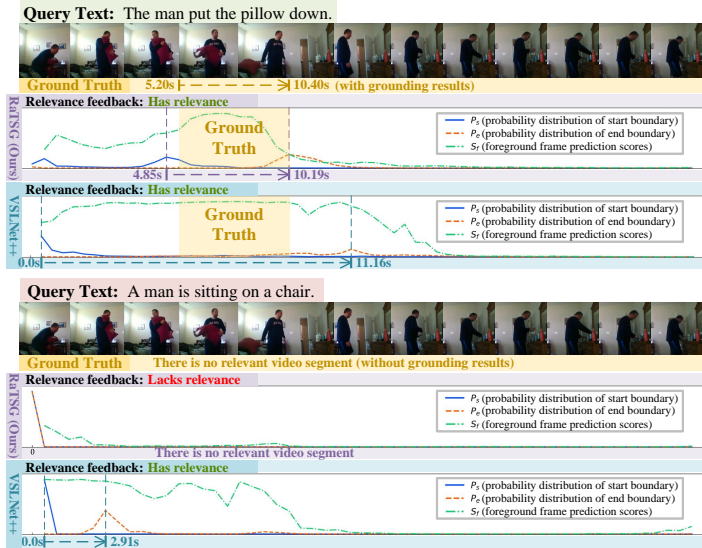 Query Text: The man put the pillow down.
Ground Truth 5.20s 10.40s (with grounding results)
RaTSG (Ours)
Relevance feedback: Has relevance
Ground Truth
Ps (probability distribution of start boundary)
Pe (probability distribution of end boundary)
Sf (foreground frame prediction scores)
4.85s 10.19s
VSLNet++
Relevance feedback: Has relevance
Ground Truth
Ps (probability distribution of start boundary)
Pe (probability distribution of end boundary)
Sf (foreground frame prediction scores)
0.0s 11.16s
Query Text: A man is sitting on a chair.
Ground Truth There is no relevant video segment (without grounding results)
RaTSG (Ours)
Relevance feedback: Lacks relevance
Ps (probability distribution of start boundary)
Pe (probability distribution of end boundary)
Sf (foreground frame prediction scores)
0
There is no relevant video segment
VSLNet++
Relevance feedback: Has relevance
Ps (probability distribution of start boundary)
Pe (probability distribution of end boundary)
Sf (foreground frame prediction scores)
0.0s 2.91s